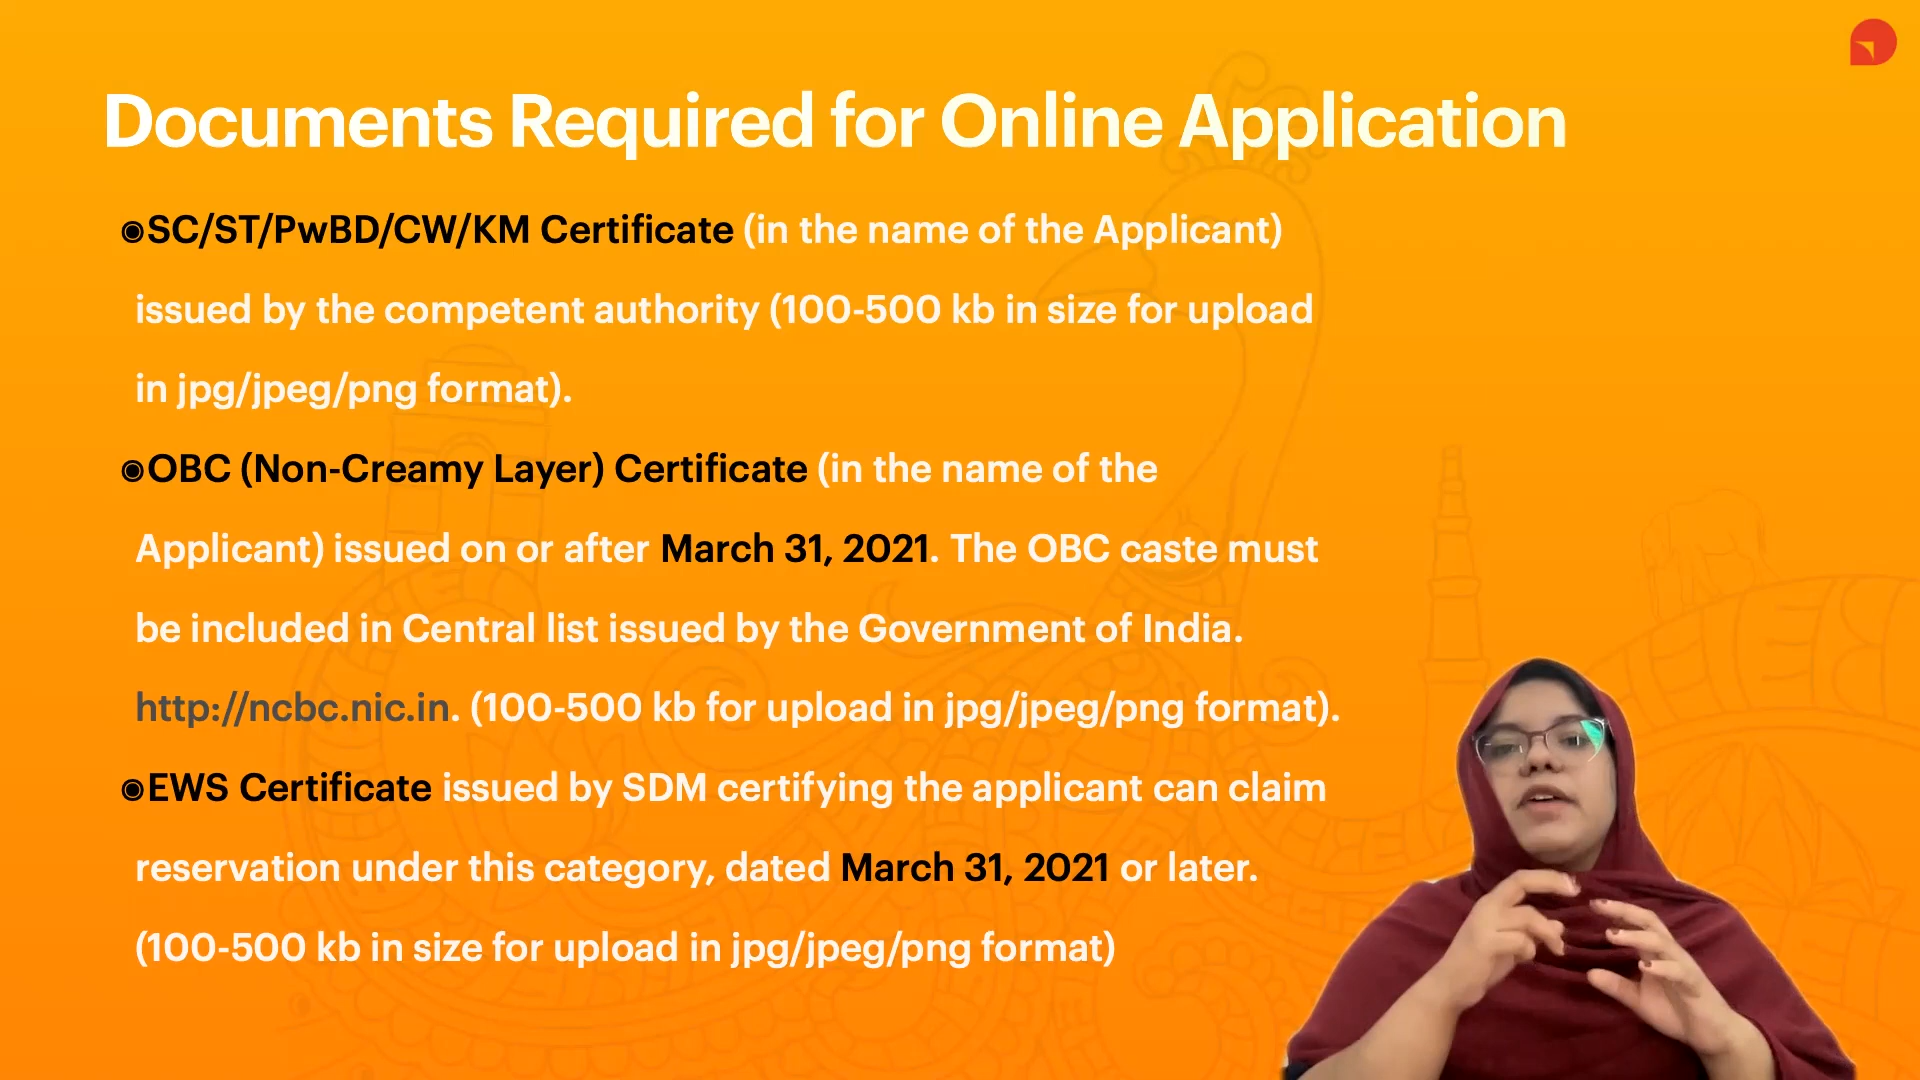 Documents Required for Online Application
◉SC/ST/PwBD/CW/KM Certificate (in the name of the Applicant)
issued by the competent authority (100-500 kb in size for upload
in jpg/jpeg/png format).
◉OBC (Non-Creamy Layer) Certificate (in the name of the
Applicant) issued on or after March 31, 2021. The OBC caste must
be included in Central list issued by the Government of India.
http://ncbc.nic.in. (100-500 kb for upload in jpg/jpeg/png format).
◉EWS Certificate issued by SDM certifying the applicant can claim
reservation under this category, dated March 31, 2021 or later.
(100-500 kb in size for upload in jpg/jpeg/png format)